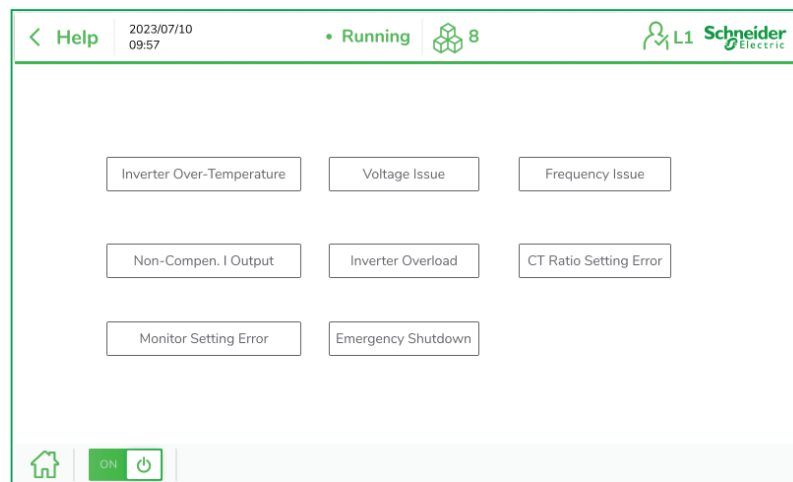 Help
2023/07/10
09:57
• Running
8
L1
Schneider
Electric
Inverter Over-Temperature
Voltage Issue
Frequency Issue
Non-Compen. I Output
Inverter Overload
CT Ratio Setting Error
Monitor Setting Error
Emergency Shutdown
ON